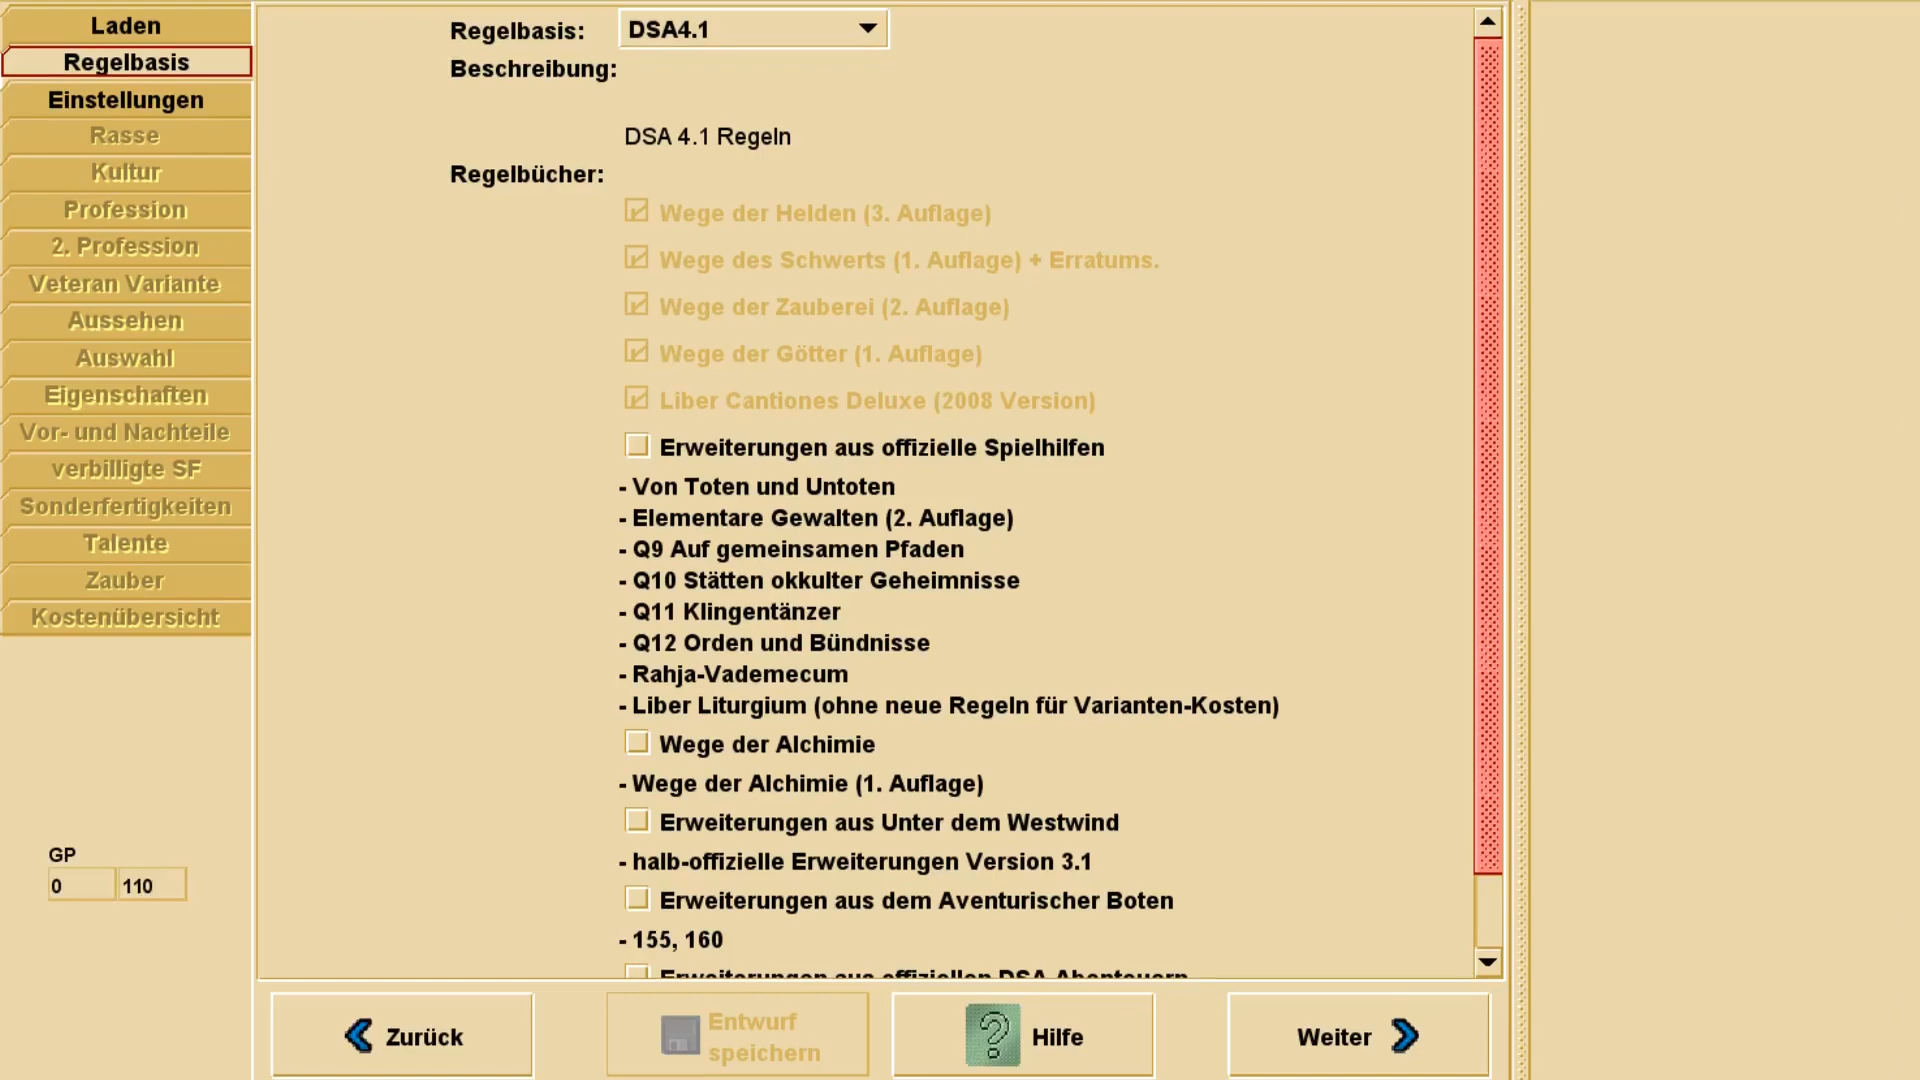 Laden
Regelbasis
Einstellungen
Rasse
Kultur
Profession
2. Profession
Veteran Variante
Aussehen
Auswahl
Eigenschaften
Vor- und Nachteile
verbilligte SF
Sonderfertigkeiten
Talente
Zauber
Kostenübersicht
GP
0 110
Regelbasis: DSA4.1
Beschreibung:
DSA 4.1 Regeln
Regelbücher:
Wege der Helden (3. Auflage)
Wege des Schwerts (1. Auflage) + Erratums.
Wege der Zauberei (2. Auflage)
Wege der Götter (1. Auflage)
Liber Cantiones Deluxe (2008 Version)
Erweiterungen aus offizielle Spielhilfen
- Von Toten und Untoten
- Elementare Gewalten (2. Auflage)
- Q9 Auf gemeinsamen Pfaden
- Q10 Stätten okkulter Geheimnisse
- Q11 Klingentänzer
- Q12 Orden und Bündnisse
- Rahja-Vademecum
- Liber Liturgium (ohne neue Regeln für Varianten-Kosten)
Wege der Alchimie
- Wege der Alchimie (1. Auflage)
Erweiterungen aus Unter dem Westwind
- halb-offizielle Erweiterungen Version 3.1
Erweiterungen aus dem Aventurischer Boten
- 155, 160
Erweiterungen aus offiziellen DSA Abenteuern
Zurück
Entwurf
speichern
Hilfe
Weiter